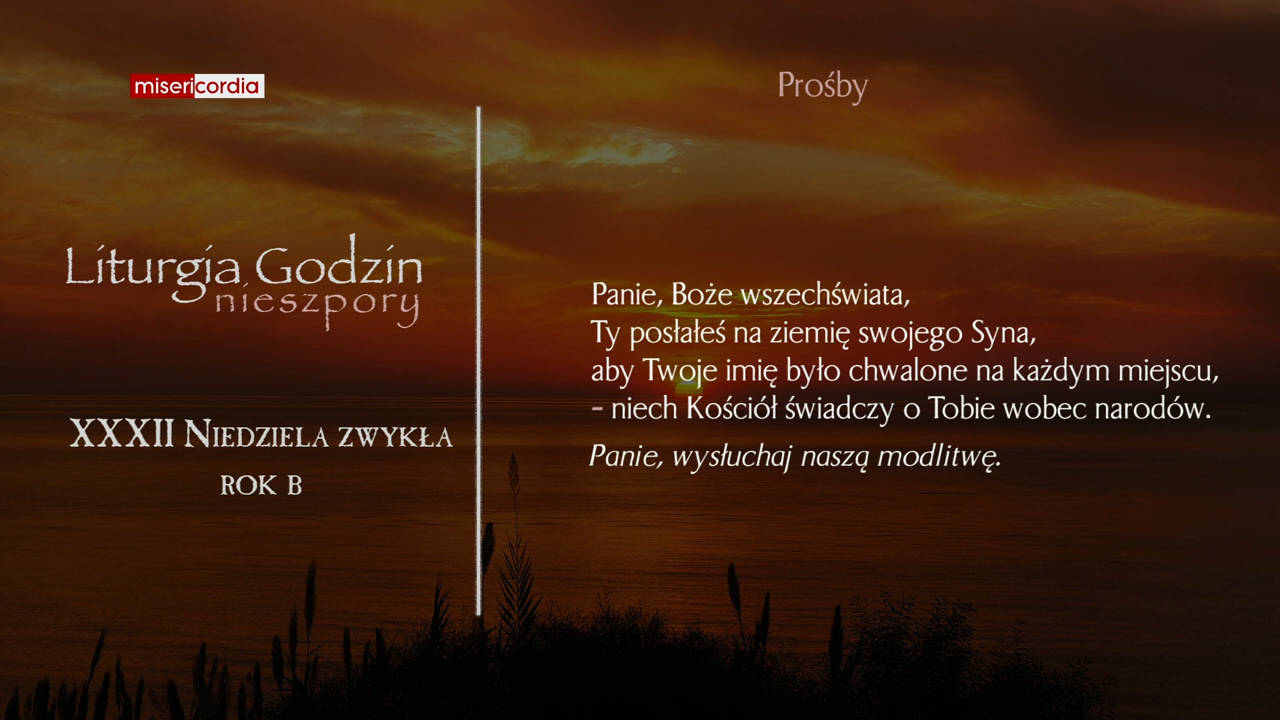 misericordia
Prośby
Liturgia Godzin
nieszpory
XXXII Niedziela zwykła
rok B
Panie, Boże wszechświata,
Ty posłałeś na ziemię swojego Syna,
aby Twoje imię było chwalone na każdym miejscu,
- niech Kościół świadczy o Tobie wobec narodów.
Panie, wysłuchaj naszą modlitwę.